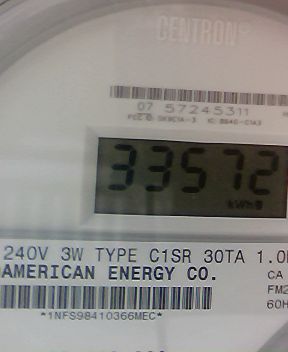 CENTRON®
07 57245311
33572
kWh
240V 3W TYPE C1SR 30TA 1.0
AMERICAN ENERGY CO. CA
FM2
60H
*1NFS98410366MEC*